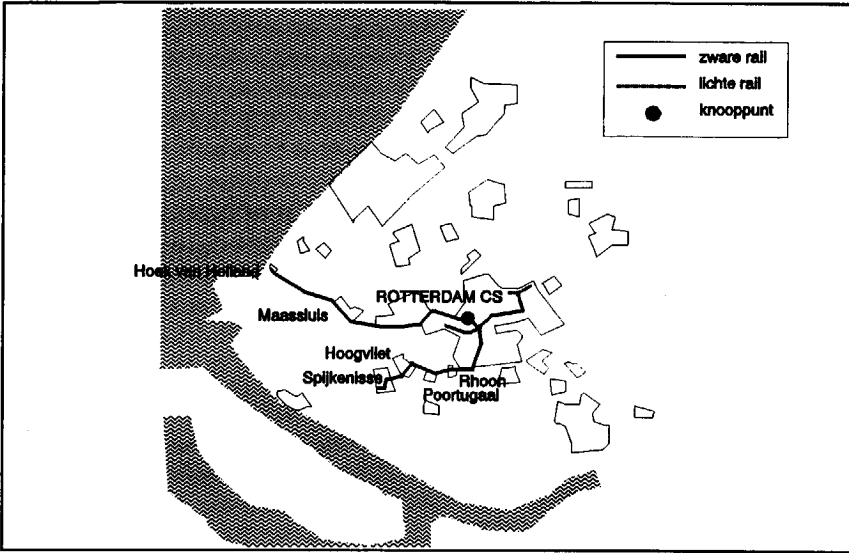 zware rail
lichte rail
knooppunt
Hoek van Holland
ROTTERDAM CS
Maassluis
Hoogvliet
Spijkenisse
Rhoon
Poortugaal